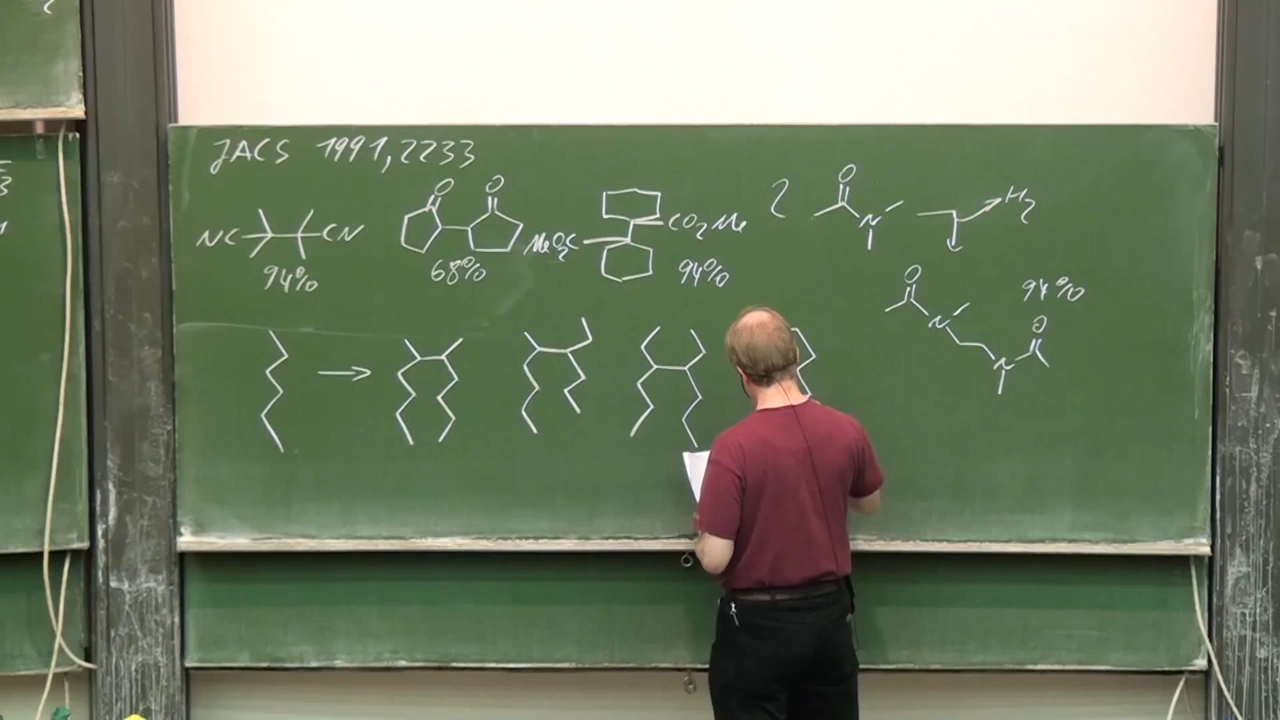 JACS 1991, 2233
O O
NC CN
MeO₂C CO₂Me
2 O N H₂
94% 68% 94%
O N N O 94%